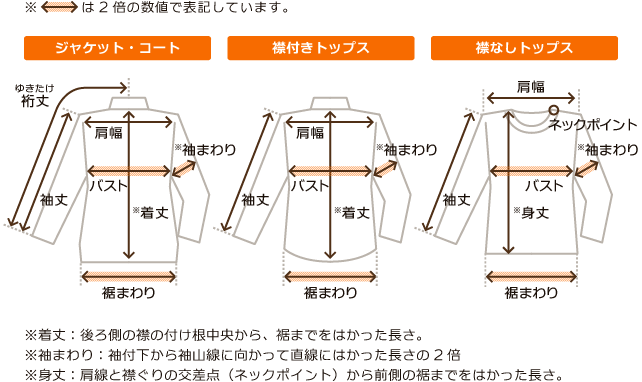 ※ は2倍の数値で表記しています。
ジャケット・コート
ゆきたけ
裄丈
肩幅
※袖まわり
バスト
袖丈
※着丈
裾まわり
襟付きトップス
肩幅
※袖まわり
バスト
袖丈
※着丈
裾まわり
襟なしトップス
肩幅
ネックポイント
※袖まわり
バスト
袖丈
※身丈
裾まわり
※着丈：後ろ側の襟の付け根中央から、裾までをはかった長さ。
※袖まわり：袖付下から袖山線に向かって直線にはかった長さの2倍
※身丈：肩線と襟ぐりの交差点（ネックポイント）から前側の裾までをはかった長さ。